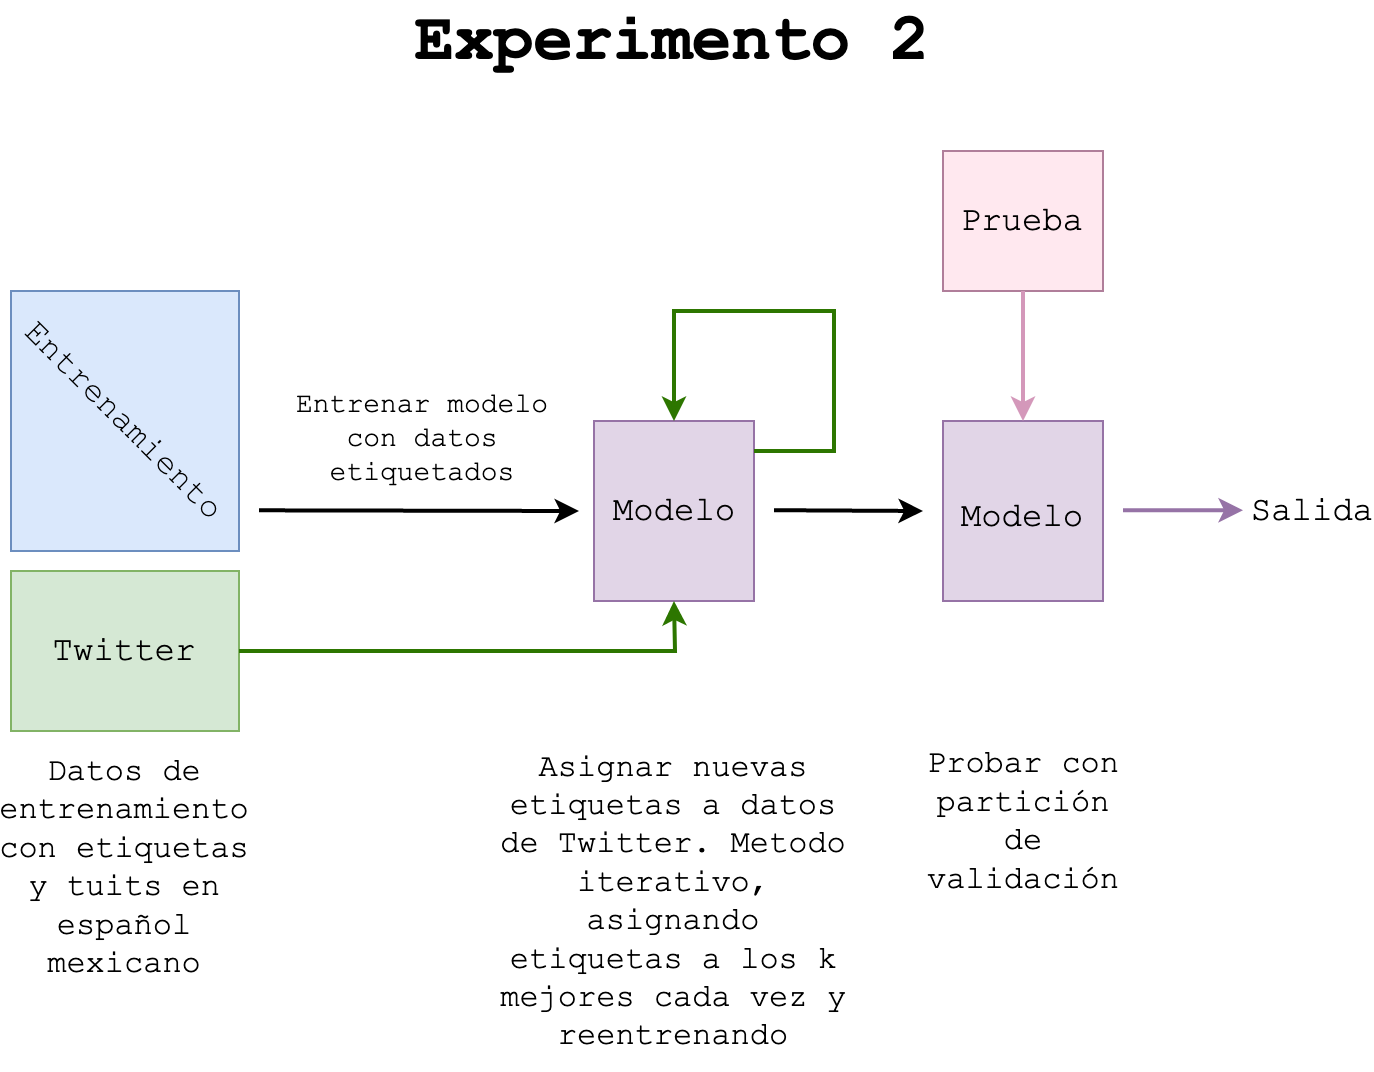 Experimento 2
Prueba
Entrenamiento
Entrenar modelo
con datos
etiquetados
Modelo
Modelo
Salida
Twitter
Datos de
entrenamiento
con etiquetas
y tuits en
español
mexicano
Asignar nuevas
etiquetas a datos
de Twitter. Metodo
iterativo,
asignando
etiquetas a los k
mejores cada vez y
reentrenando
Probar con
partición
de
validación